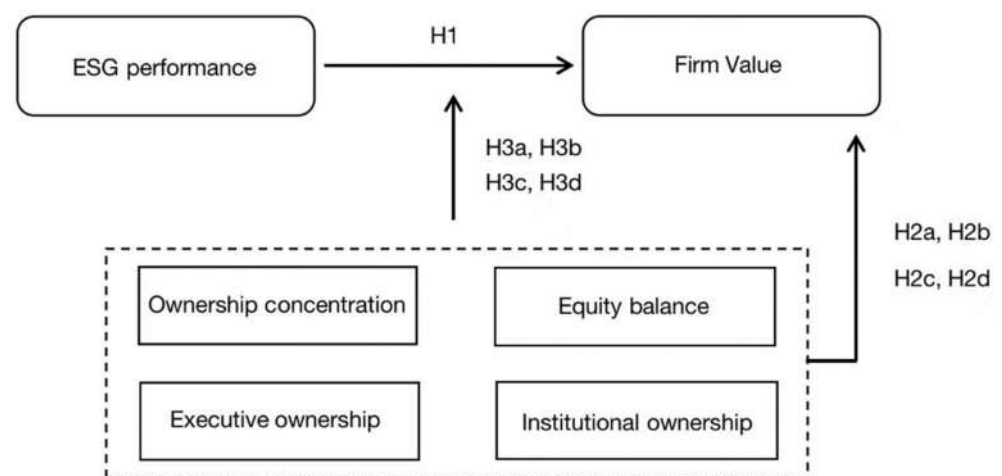 H1
ESG performance
Firm Value
H3a, H3b
H3c, H3d
H2a, H2b
H2c, H2d
Ownership concentration
Equity balance
Executive ownership
Institutional ownership